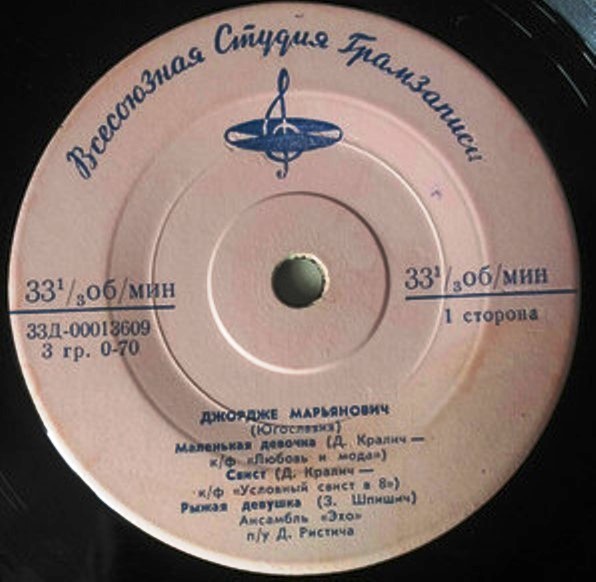 Всесоюзная Студия Грамзаписи
33¹/₃об/мин
33Д-00013609
3 гр. 0-70
33¹/₃об/мин
1 сторона
ДЖОРДЖЕ МАРЬЯНОВИЧ
(Югославия)
Маленькая девочка (Д. Кралич —
к/ф «Любовь и мода»)
Свист (Д. Кралич —
к/ф «Условный свист в 8»)
Рыжая девушка (З. Шпишич)
Ансамбль «Эхо»
п/у Д. Ристича